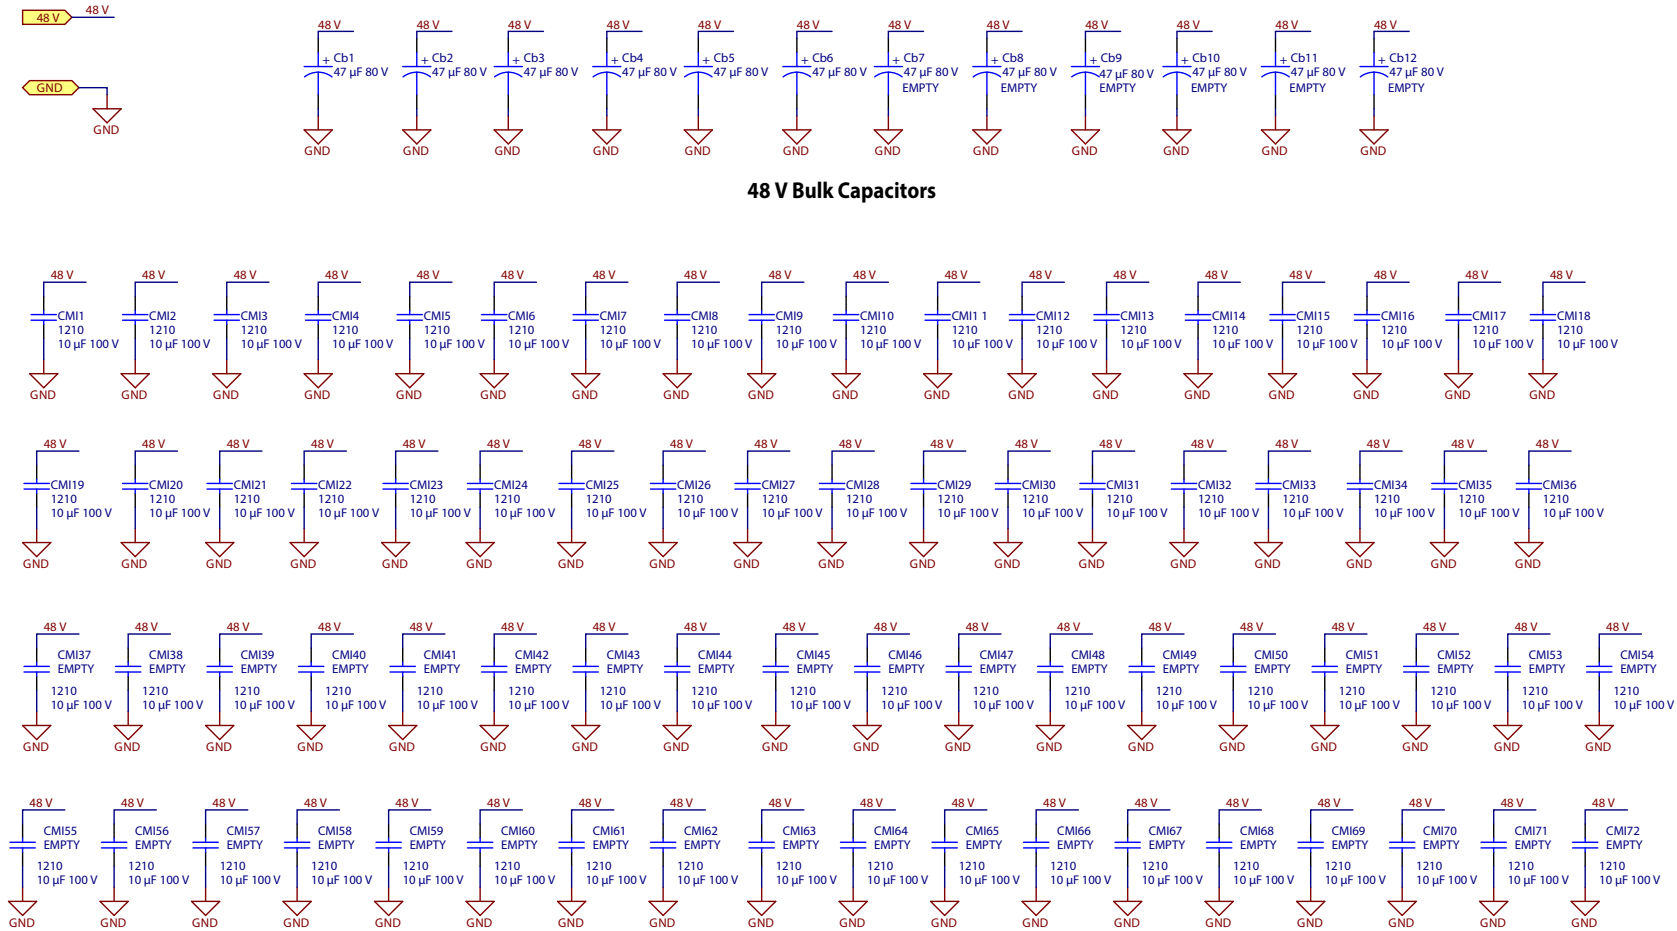 48 V 48 V
GND
GND
48 V 48 V 48 V 48 V 48 V 48 V 48 V 48 V 48 V 48 V 48 V 48 V
+ Cb1 + Cb2 + Cb3 + Cb4 + Cb5 + Cb6 + Cb7 + Cb8 + Cb9 + Cb10 + Cb11 + Cb12
47 µF 80 V 47 µF 80 V 47 µF 80 V 47 µF 80 V 47 µF 80 V 47 µF 80 V 47 µF 80 V 47 µF 80 V 47 µF 80 V 47 µF 80 V 47 µF 80 V 47 µF 80 V
EMPTY EMPTY EMPTY EMPTY EMPTY EMPTY
GND GND GND GND GND GND GND GND GND GND GND GND
48 V Bulk Capacitors
48 V 48 V 48 V 48 V 48 V 48 V 48 V 48 V 48 V 48 V 48 V 48 V 48 V 48 V 48 V 48 V 48 V 48 V
CMI1 CMI2 CMI3 CMI4 CMI5 CMI6 CMI7 CMI8 CMI9 CMI10 CMI1 1 CMI12 CMI13 CMI14 CMI15 CMI16 CMI17 CMI18
1210 1210 1210 1210 1210 1210 1210 1210 1210 1210 1210 1210 1210 1210 1210 1210 1210 1210
10 µF 100 V 10 µF 100 V 10 µF 100 V 10 µF 100 V 10 µF 100 V 10 µF 100 V 10 µF 100 V 10 µF 100 V 10 µF 100 V 10 µF 100 V 10 µF 100 V 10 µF 100 V 10 µF 100 V 10 µF 100 V 10 µF 100 V 10 µF 100 V 10 µF 100 V 10 µF 100 V
GND GND GND GND GND GND GND GND GND GND GND GND GND GND GND GND GND GND
48 V 48 V 48 V 48 V 48 V 48 V 48 V 48 V 48 V 48 V 48 V 48 V 48 V 48 V 48 V 48 V 48 V 48 V
CMI19 CMI20 CMI21 CMI22 CMI23 CMI24 CMI25 CMI26 CMI27 CMI28 CMI29 CMI30 CMI31 CMI32 CMI33 CMI34 CMI35 CMI36
1210 1210 1210 1210 1210 1210 1210 1210 1210 1210 1210 1210 1210 1210 1210 1210 1210 1210
10 µF 100 V 10 µF 100 V 10 µF 100 V 10 µF 100 V 10 µF 100 V 10 µF 100 V 10 µF 100 V 10 µF 100 V 10 µF 100 V 10 µF 100 V 10 µF 100 V 10 µF 100 V 10 µF 100 V 10 µF 100 V 10 µF 100 V 10 µF 100 V 10 µF 100 V 10 µF 100 V
GND GND GND GND GND GND GND GND GND GND GND GND GND GND GND GND GND GND
48 V 48 V 48 V 48 V 48 V 48 V 48 V 48 V 48 V 48 V 48 V 48 V 48 V 48 V 48 V 48 V 48 V 48 V
CMI37 CMI38 CMI39 CMI40 CMI41 CMI42 CMI43 CMI44 CMI45 CMI46 CMI47 CMI48 CMI49 CMI50 CMI51 CMI52 CMI53 CMI54
EMPTY EMPTY EMPTY EMPTY EMPTY EMPTY EMPTY EMPTY EMPTY EMPTY EMPTY EMPTY EMPTY EMPTY EMPTY EMPTY EMPTY EMPTY
1210 1210 1210 1210 1210 1210 1210 1210 1210 1210 1210 1210 1210 1210 1210 1210 1210 1210
10 µF 100 V 10 µF 100 V 10 µF 100 V 10 µF 100 V 10 µF 100 V 10 µF 100 V 10 µF 100 V 10 µF 100 V 10 µF 100 V 10 µF 100 V 10 µF 100 V 10 µF 100 V 10 µF 100 V 10 µF 100 V 10 µF 100 V 10 µF 100 V 10 µF 100 V 10 µF 100 V
GND GND GND GND GND GND GND GND GND GND GND GND GND GND GND GND GND GND
48 V 48 V 48 V 48 V 48 V 48 V 48 V 48 V 48 V 48 V 48 V 48 V 48 V 48 V 48 V 48 V 48 V 48 V
CMI55 CMI56 CMI57 CMI58 CMI59 CMI60 CMI61 CMI62 CMI63 CMI64 CMI65 CMI66 CMI67 CMI68 CMI69 CMI70 CMI71 CMI72
EMPTY EMPTY EMPTY EMPTY EMPTY EMPTY EMPTY EMPTY EMPTY EMPTY EMPTY EMPTY EMPTY EMPTY EMPTY EMPTY EMPTY EMPTY
1210 1210 1210 1210 1210 1210 1210 1210 1210 1210 1210 1210 1210 1210 1210 1210 1210 1210
10 µF 100 V 10 µF 100 V 10 µF 100 V 10 µF 100 V 10 µF 100 V 10 µF 100 V 10 µF 100 V 10 µF 100 V 10 µF 100 V 10 µF 100 V 10 µF 100 V 10 µF 100 V 10 µF 100 V 10 µF 100 V 10 µF 100 V 10 µF 100 V 10 µF 100 V 10 µF 100 V
GND GND GND GND GND GND GND GND GND GND GND GND GND GND GND GND GND GND